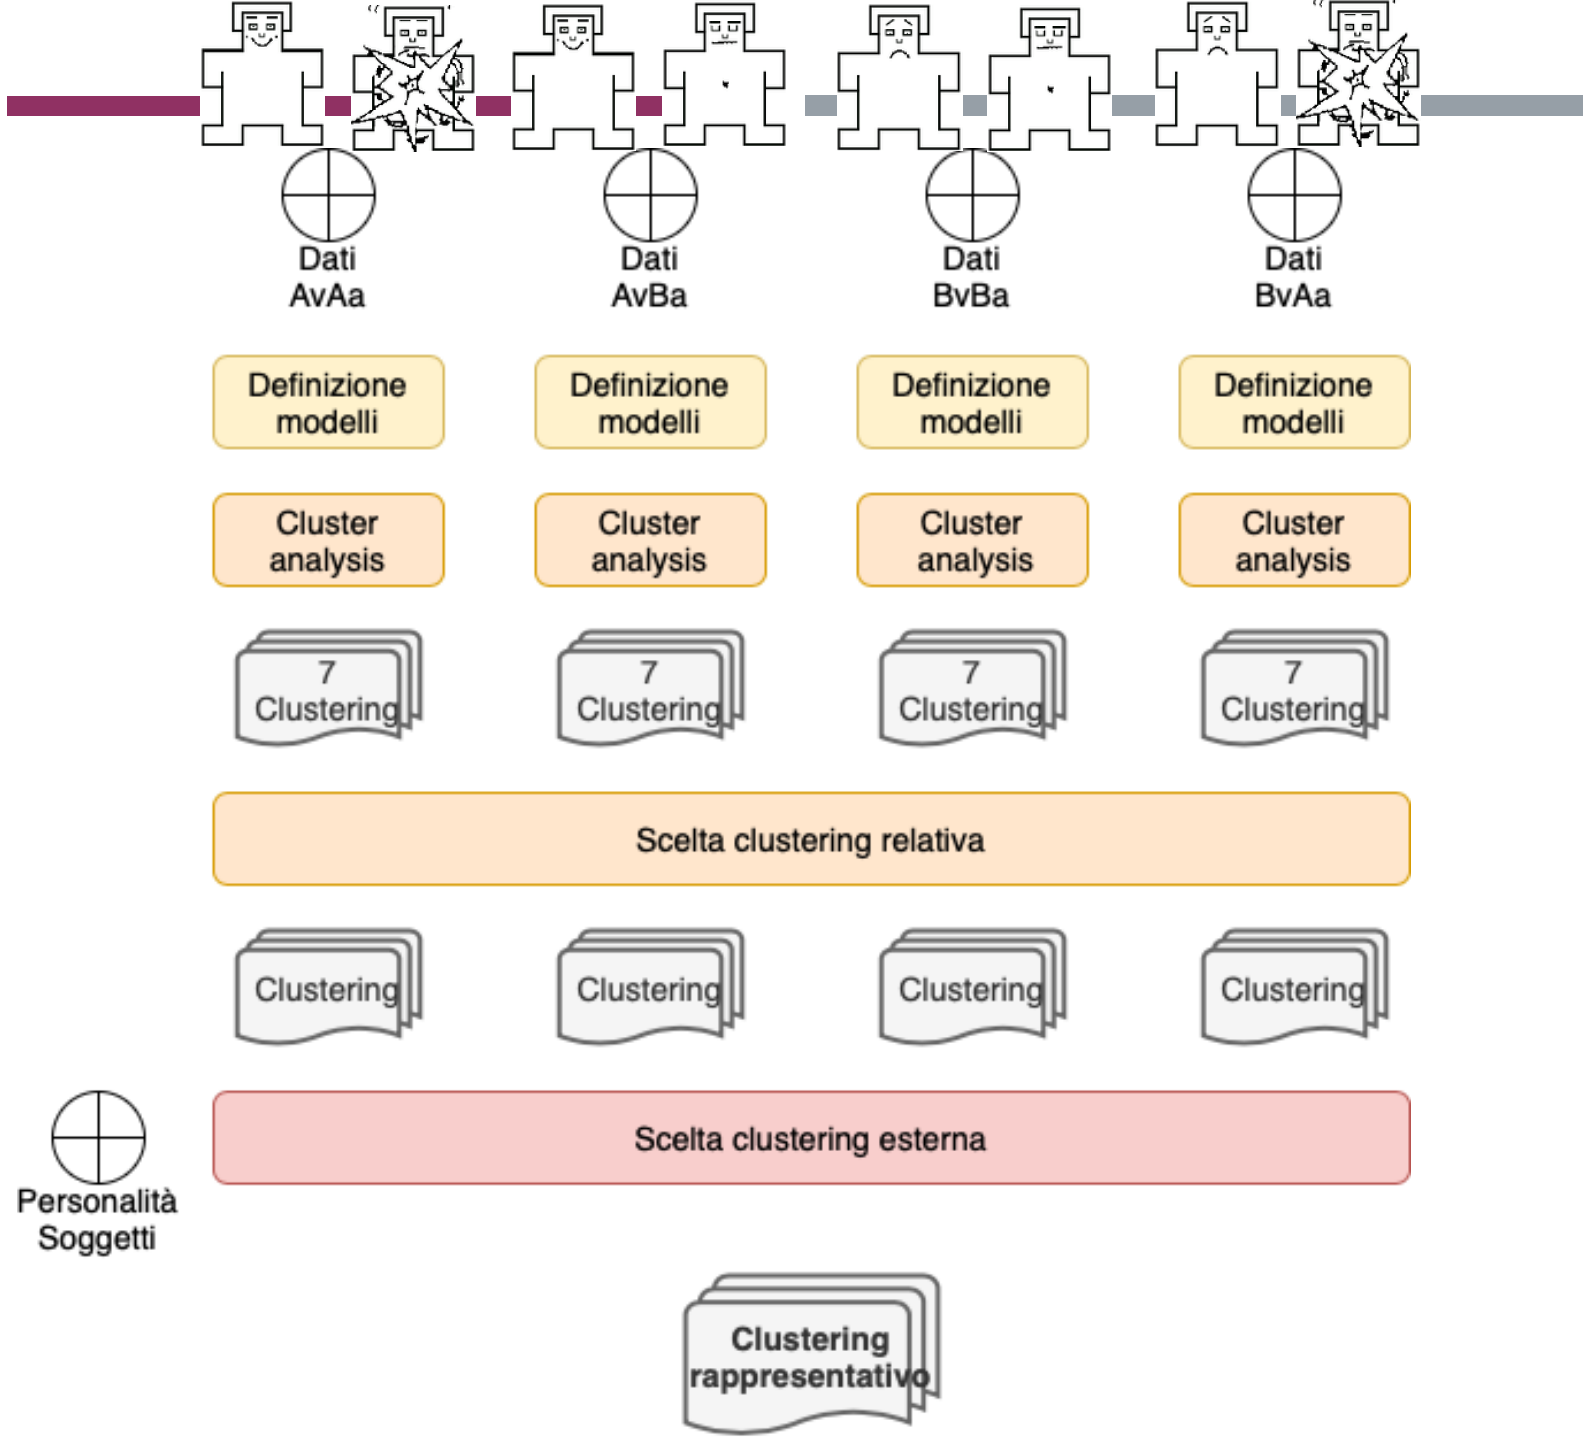 Dati
AvAa
Dati
AvBa
Dati
BvBa
Dati
BvAa
Definizione
modelli
Definizione
modelli
Definizione
modelli
Definizione
modelli
Cluster
analysis
Cluster
analysis
Cluster
analysis
Cluster
analysis
7
Clustering
7
Clustering
7
Clustering
7
Clustering
Scelta clustering relativa
Clustering
Clustering
Clustering
Clustering
Scelta clustering esterna
Personalità
Soggetti
Clustering
rappresentativo